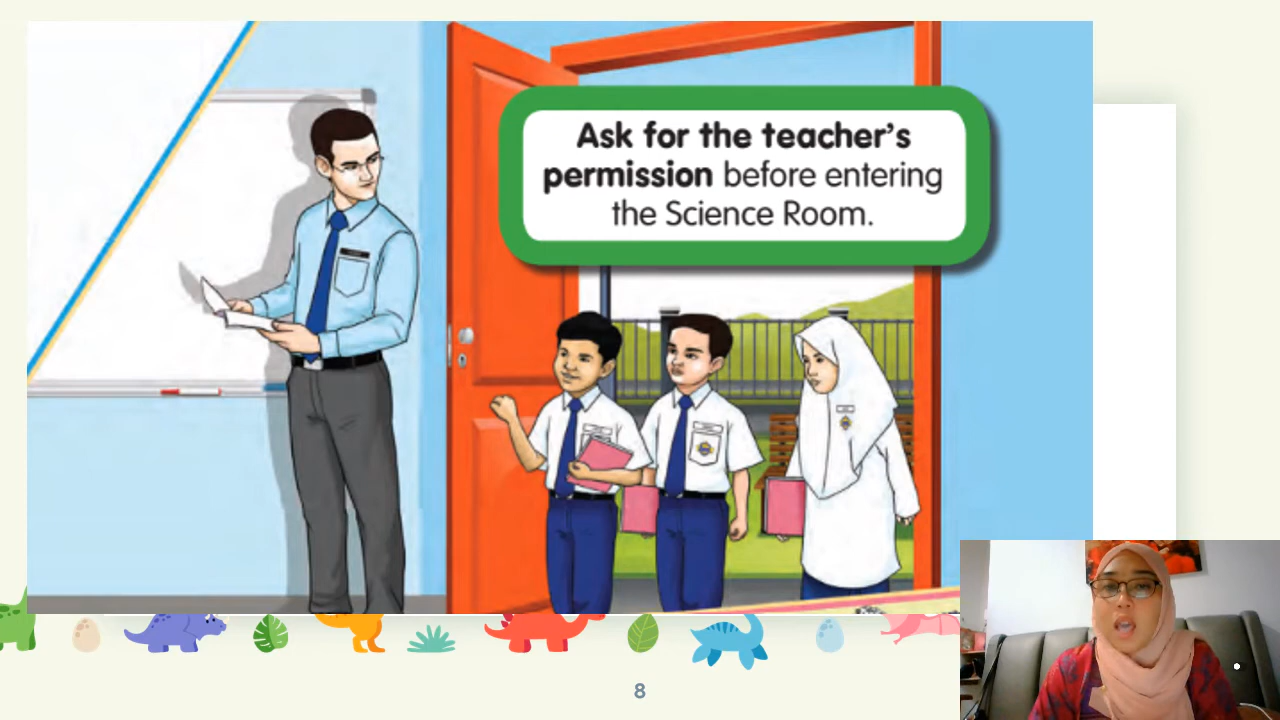 Ask for the teacher’s
permission before entering
the Science Room.
8